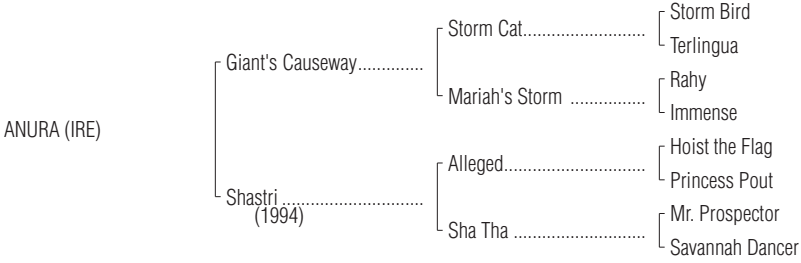 Storm Bird
Storm Cat..........................
Terlingua
Giant's Causeway..............
Rahy
Mariah's Storm ................
Immense
ANURA (IRE)
Hoist the Flag
Alleged..............................
Princess Pout
Shastri ..............................
(1994)
Mr. Prospector
Sha Tha ............................
Savannah Dancer